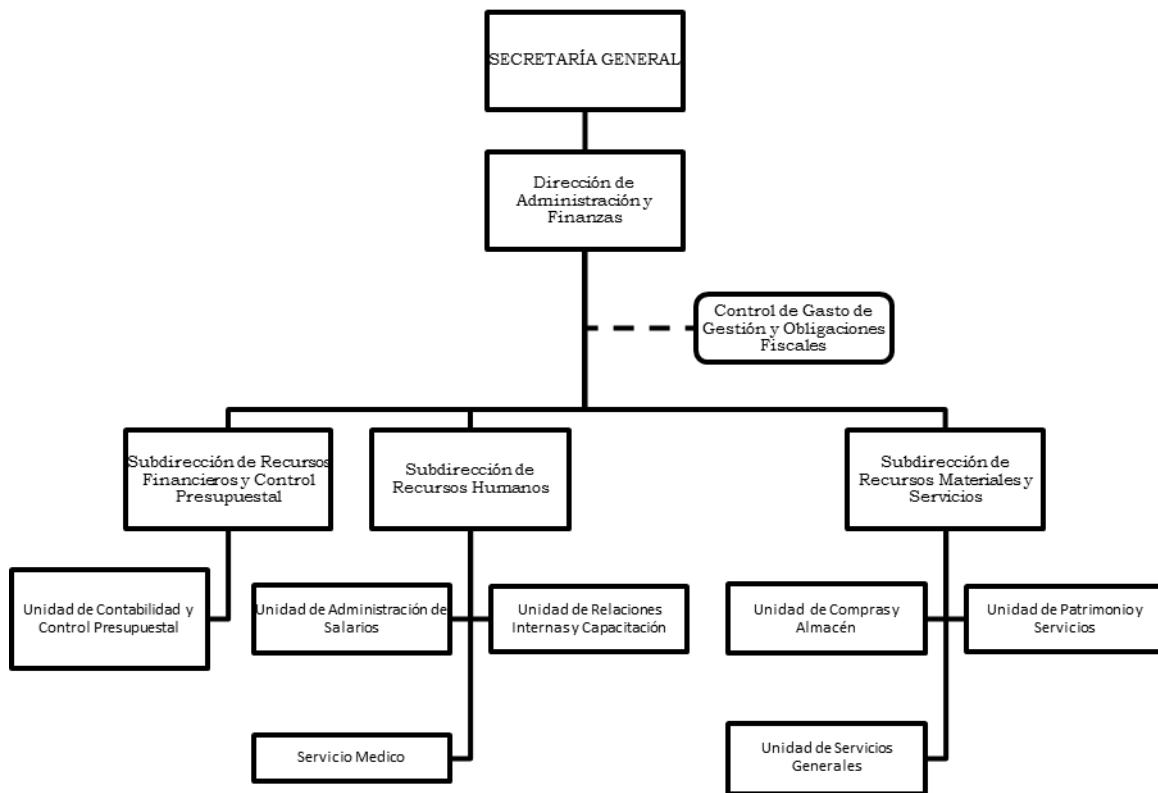 SECRETARÍA GENERAL
Dirección de
Administración y
Finanzas
Control de Gasto de
Gestión y Obligaciones
Fiscales
Subdirección de Recursos
Financieros y Control
Presupuestal
Subdirección de
Recursos Humanos
Subdirección de
Recursos Materiales y
Servicios
Unidad de Contabilidad y
Control Presupuestal
Unidad de Administración de
Salarios
Unidad de Relaciones
Internas y Capacitación
Unidad de Compras y
Almacén
Unidad de Patrimonio y
Servicios
Servicio Medico
Unidad de Servicios
Generales